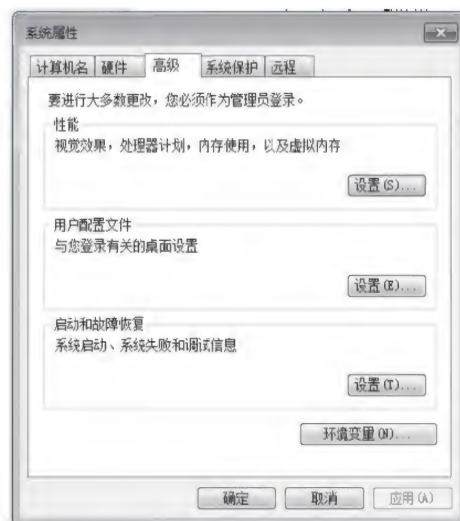 系统属性
计算机名 硬件 高级 系统保护 远程
要进行大多数更改，您必须作为管理员登录。
性能
视觉效果，处理器计划，内存使用，以及虚拟内存
设置(S)...
用户配置文件
与您登录有关的桌面设置
设置(E)...
启动和故障恢复
系统启动、系统失败和调试信息
设置(T)...
环境变量(N)...
确定 取消 应用(A)